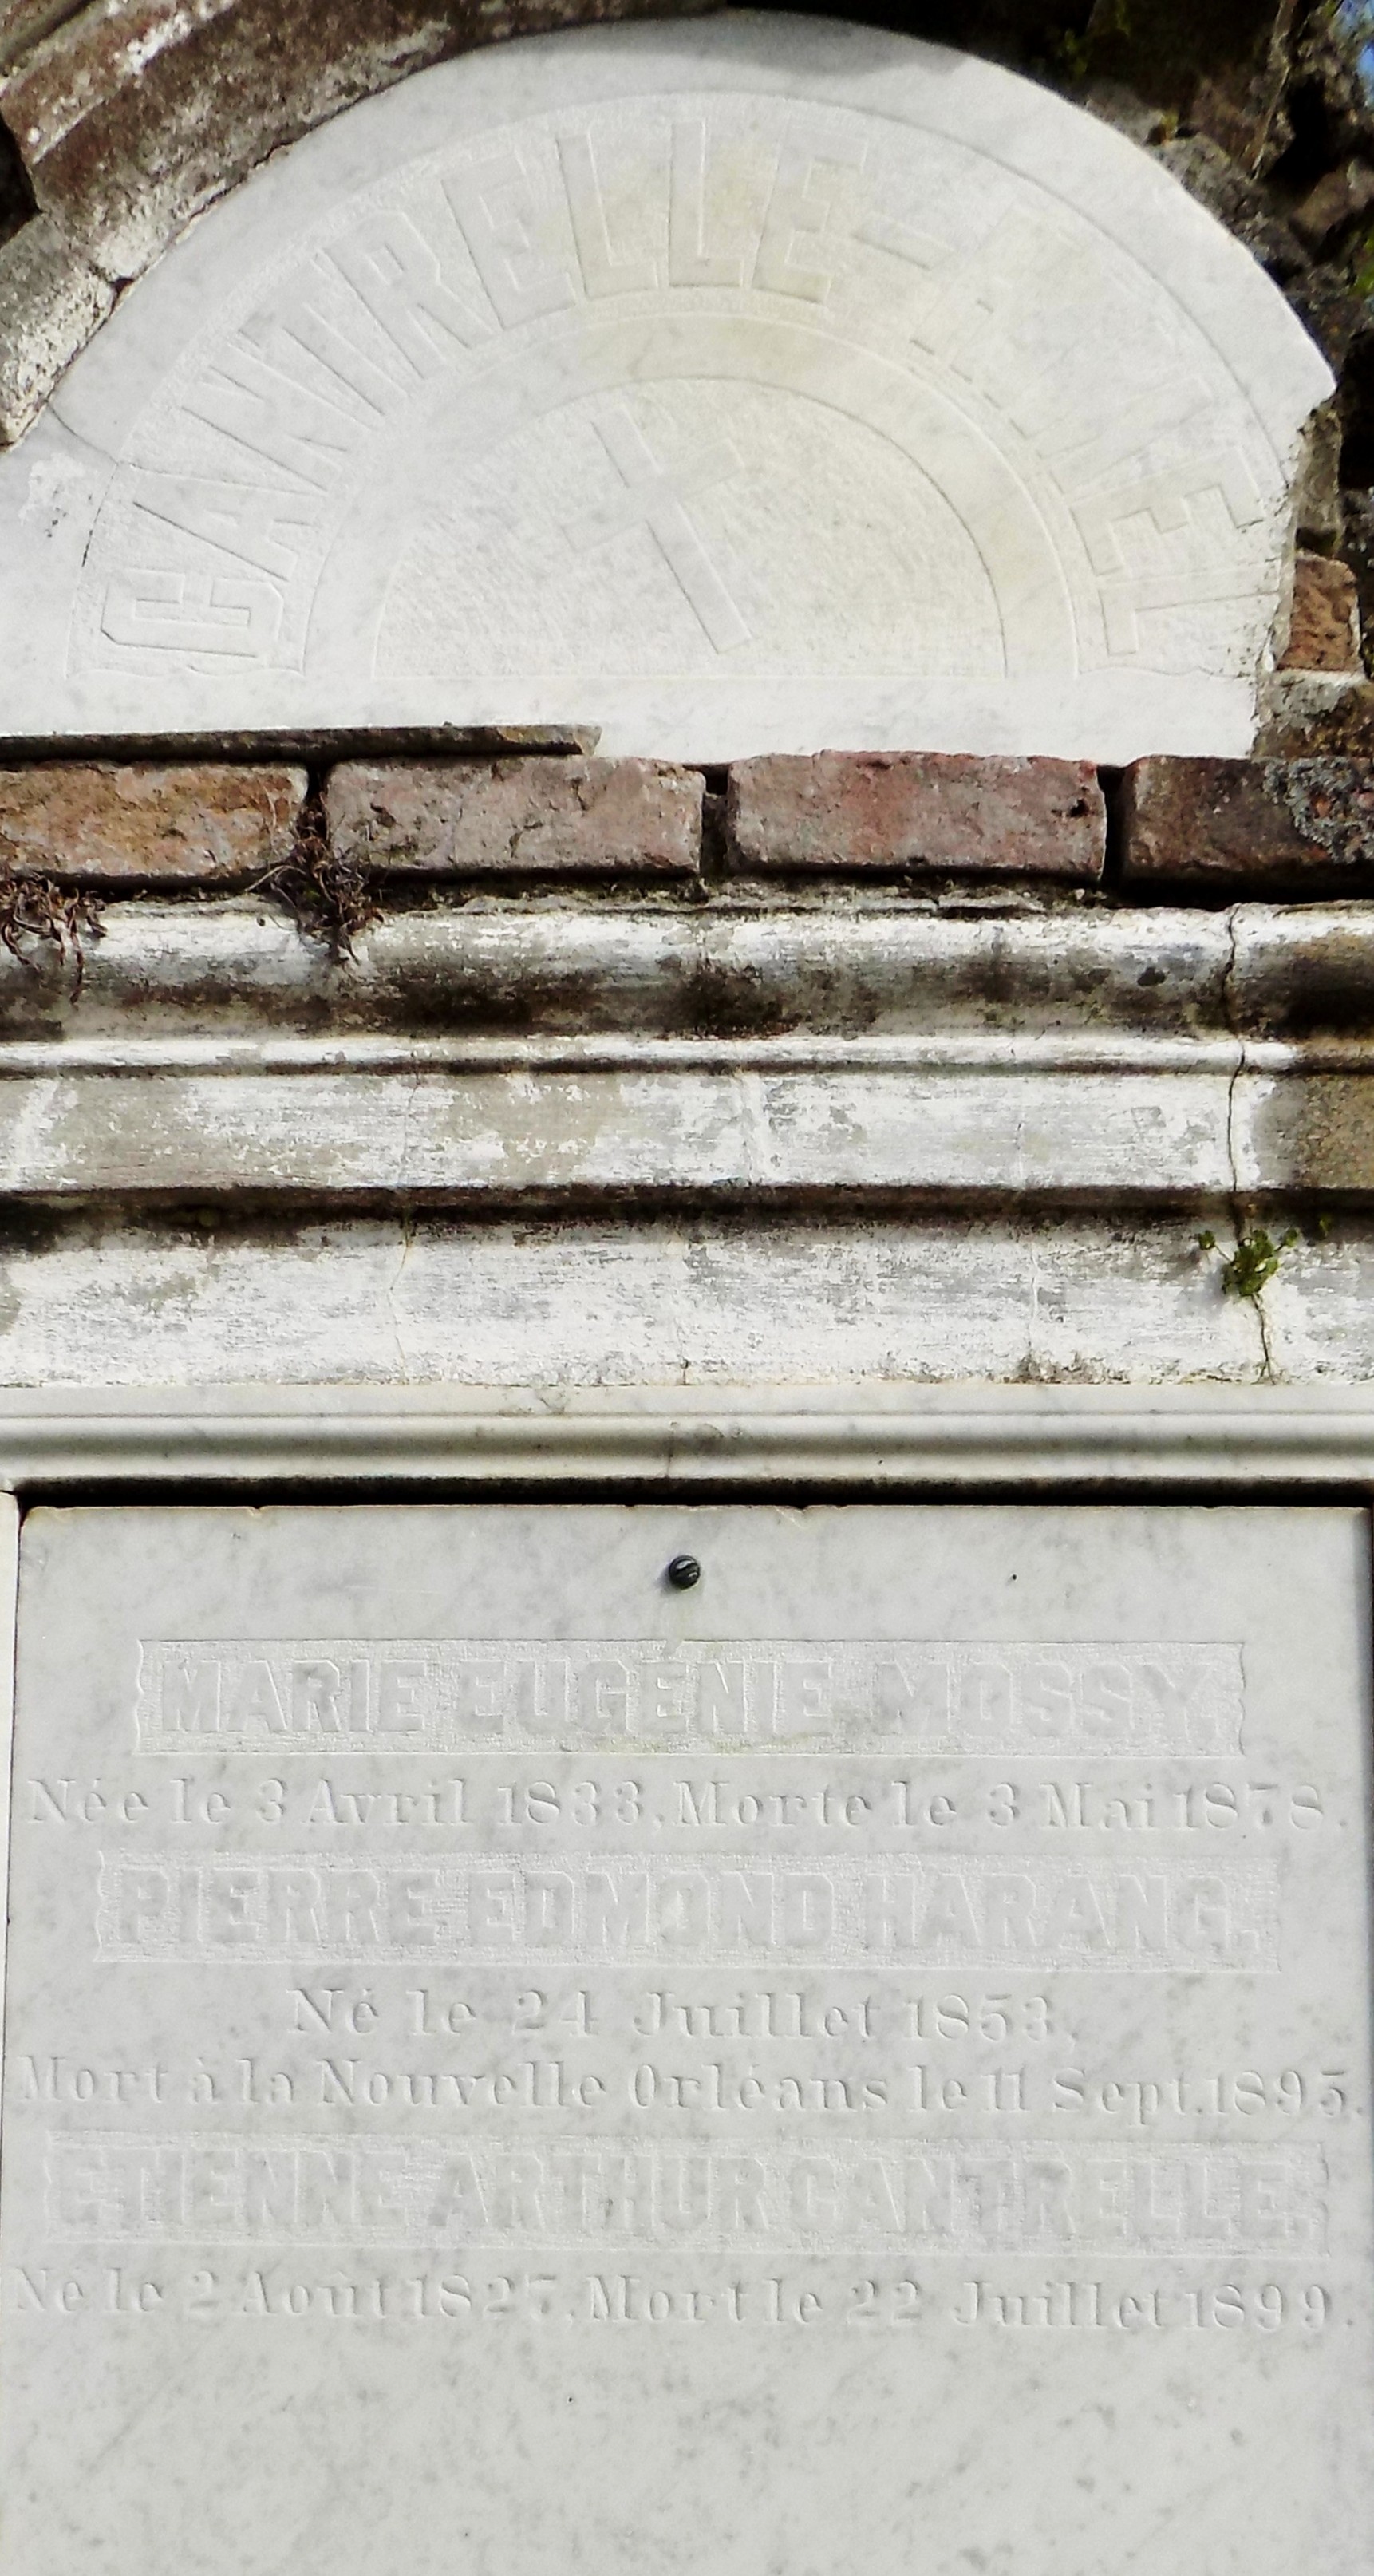 CANTRELLE-
MARIE EUGÉNIE MOSSY.
Née le 3 Avril 1833, Morte le 3 Mai 1878.
PIERRE EDMOND HARANG.
Né le 24 Juillet 1853,
Mort à la Nouvelle Orléans le 11 Sept. 1895.
ETIENNE ARTHUR CANTRELLE.
Né le 2 Août 1827, Mort le 22 Juillet 1899.